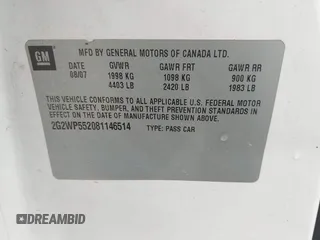 GM
MFD BY GENERAL MOTORS OF CANADA LTD.
DATE GVWR GAWR FRT GAWR RR
08/07 1998 KG 1098 KG 900 KG
4403 LB 2420 LB 1983 LB
THIS VEHICLE CONFORMS TO ALL APPLICABLE U.S. FEDERAL MOTOR
VEHICLE SAFETY, BUMPER, AND THEFT PREVENTION STANDARDS
IN EFFECT ON THE DATE OF MANUFACTURE SHOWN ABOVE.
2G2WP552081146514 TYPE: PASS CAR
DREAMBID